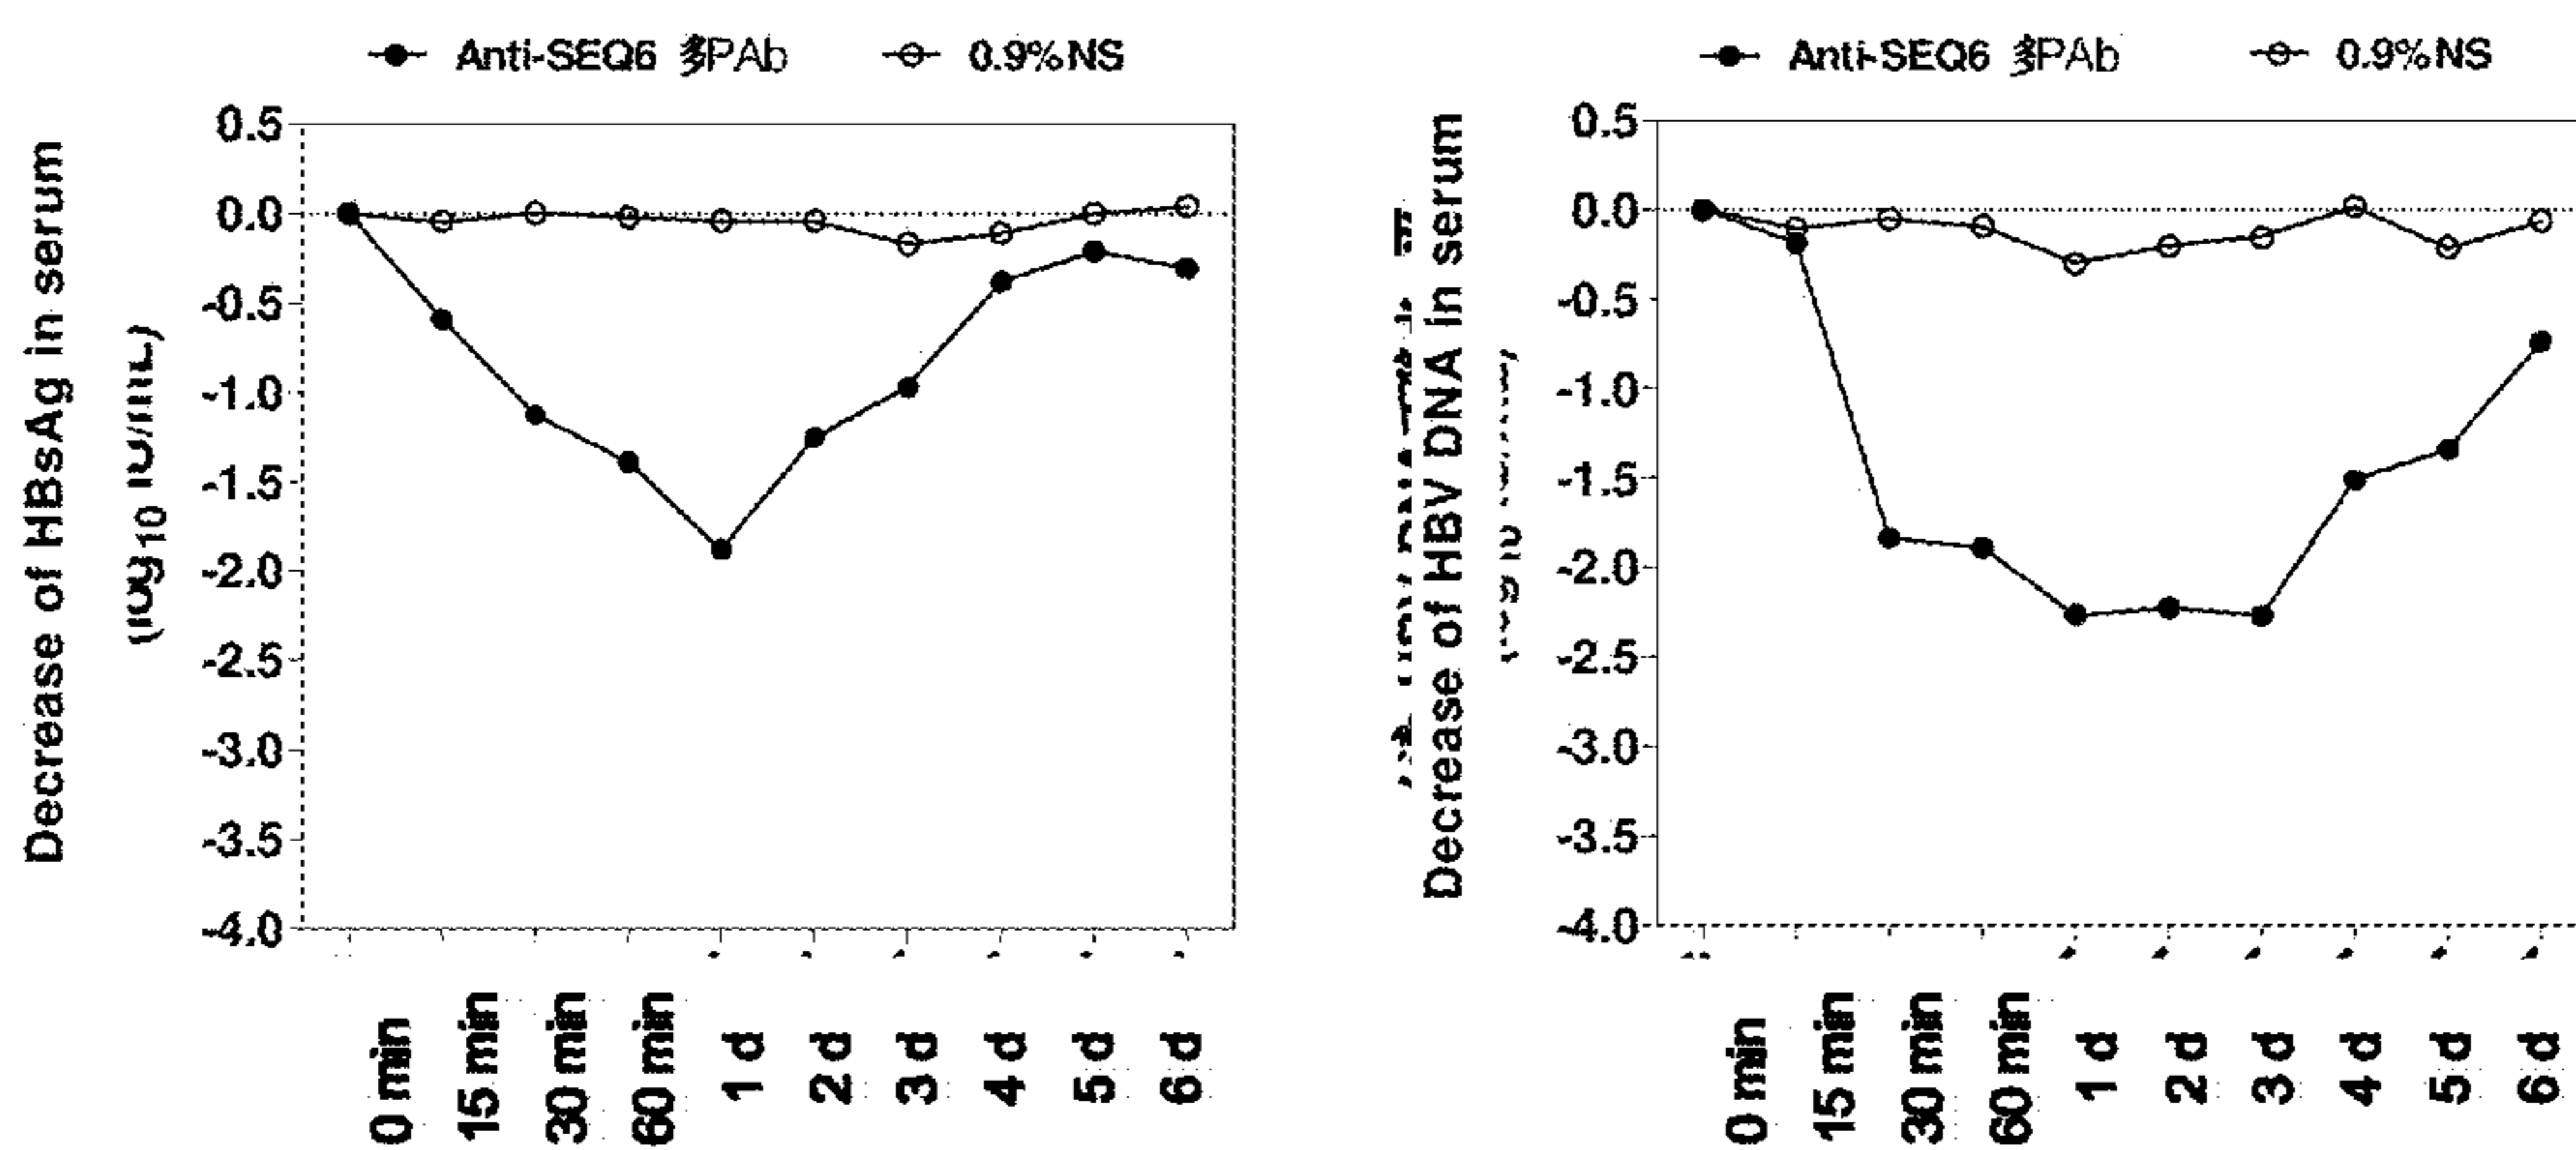 Anti-SEQ6 多PAb 0.9%NS
Decrease of HBsAg in serum
(log10 IU/mL)
0.5
0.0
-0.5
-1.0
-1.5
-2.0
-2.5
-3.0
-3.5
-4.0
0 min
15 min
30 min
60 min
1 d
2 d
3 d
4 d
5 d
6 d
Anti-SEQ6 多PAb 0.9%NS
Decrease of HBV DNA in serum
0.5
0.0
-0.5
-1.0
-1.5
-2.0
-2.5
-3.0
-3.5
-4.0
0 min
15 min
30 min
60 min
1 d
2 d
3 d
4 d
5 d
6 d